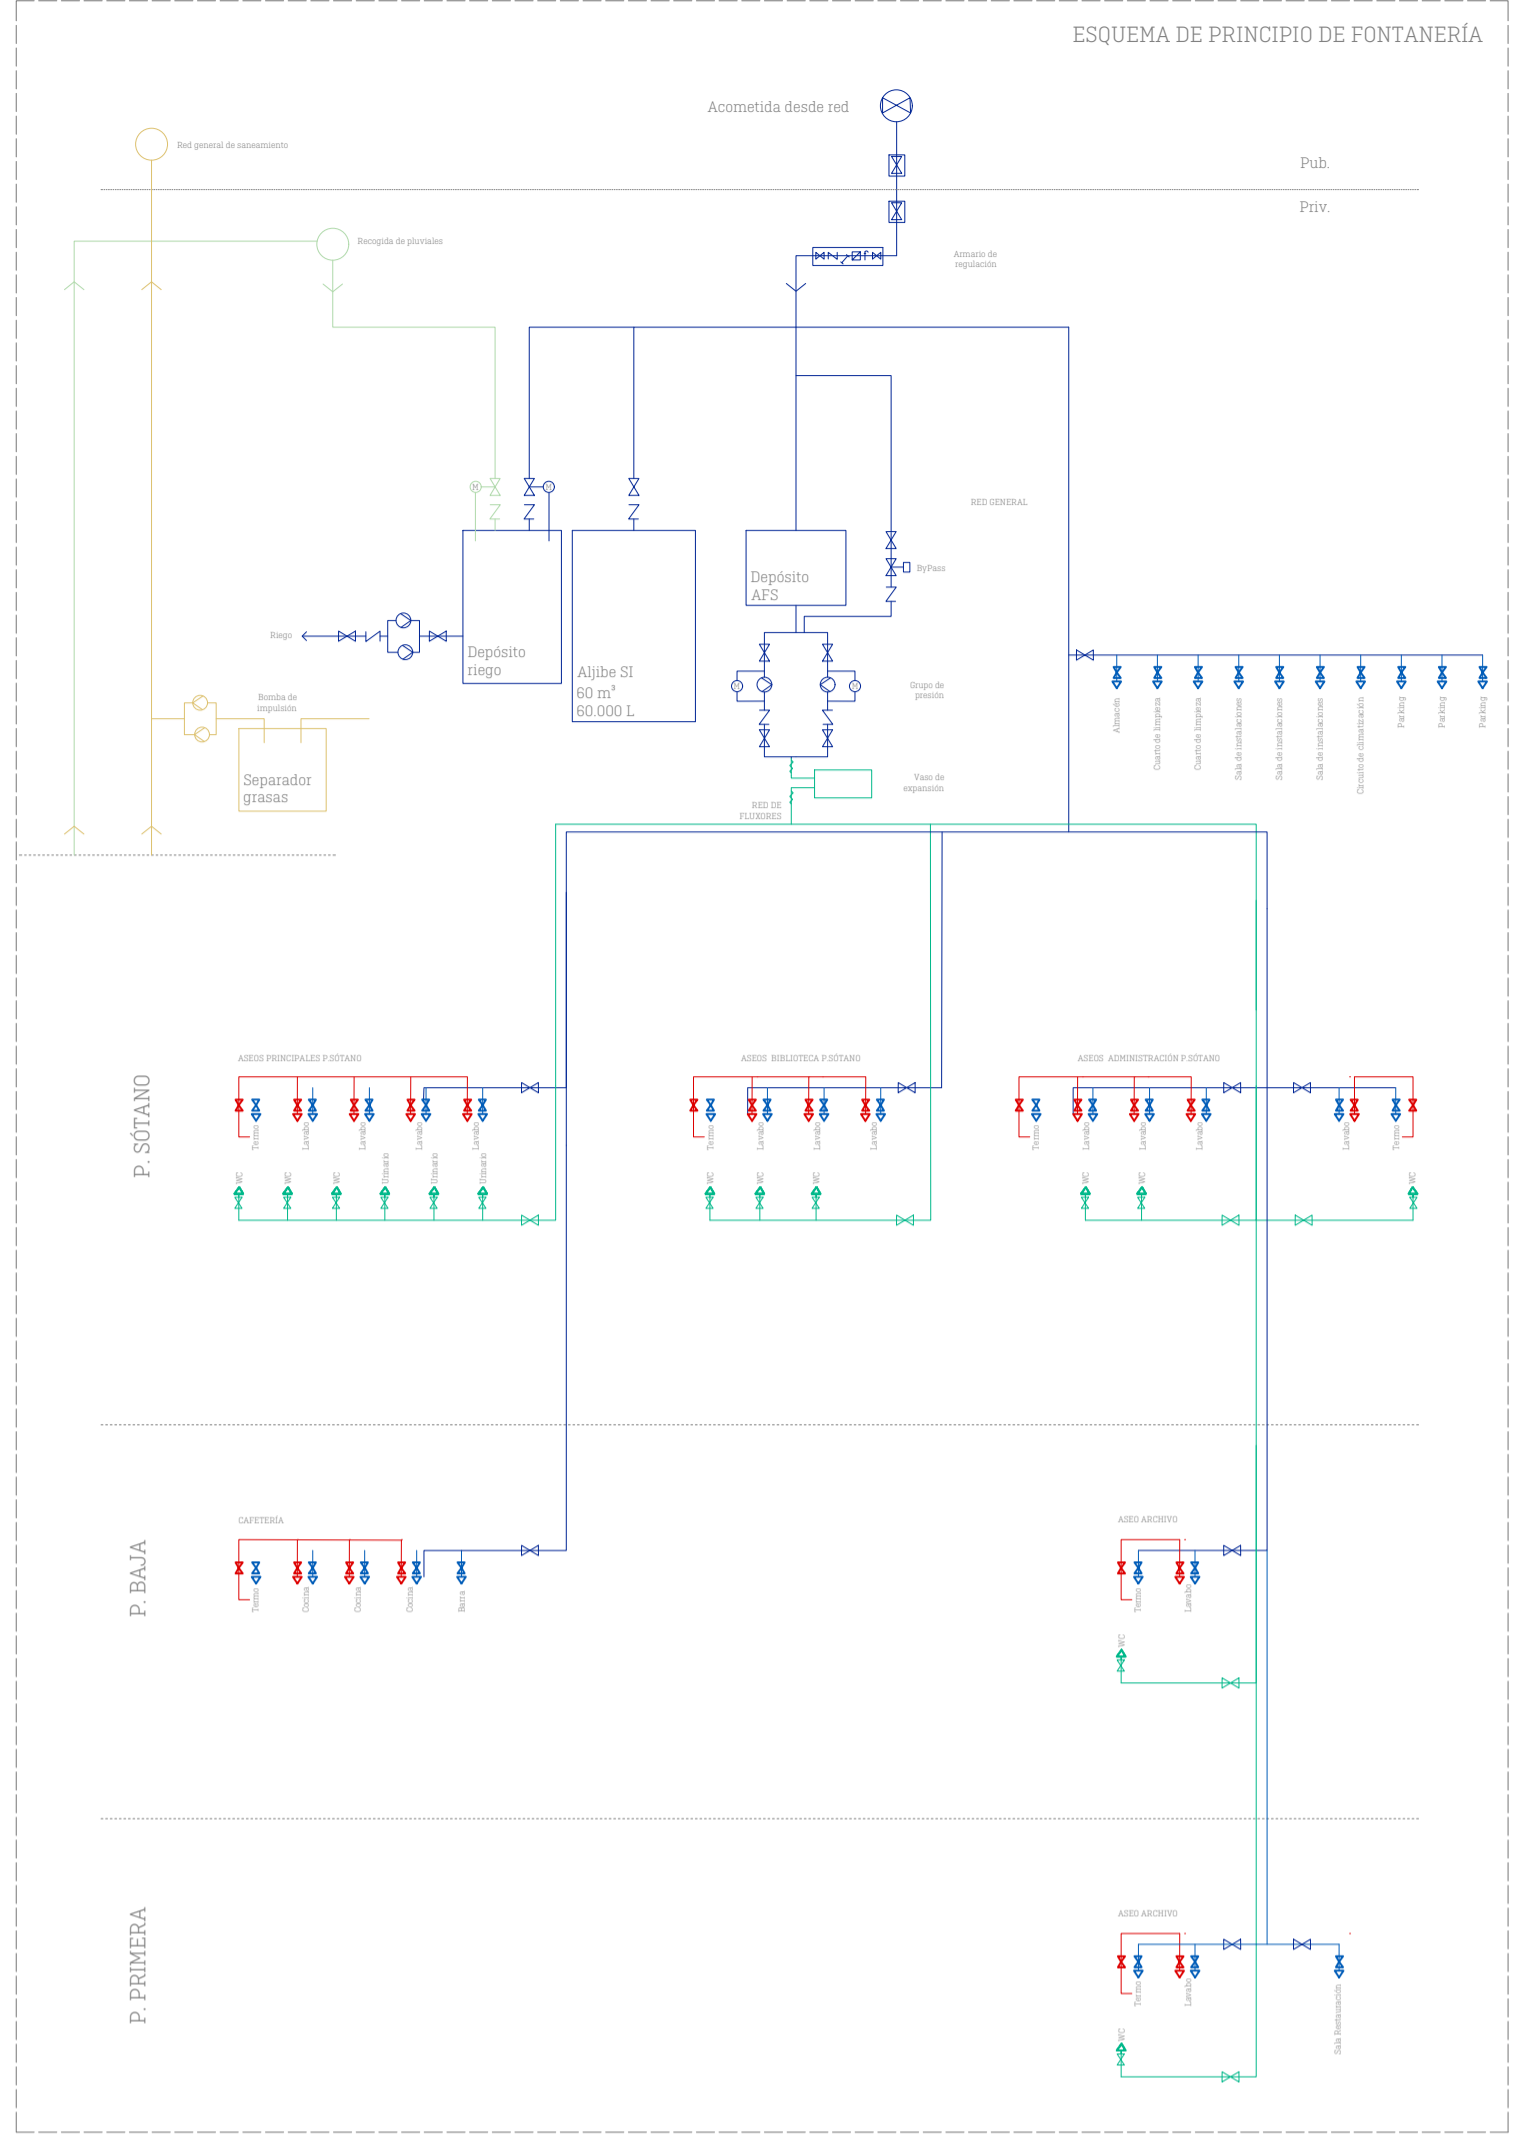 ESQUEMA DE PRINCIPIO DE FONTANERÍA
Acometida desde red
Red general de saneamiento
Pub.
Priv.
Recogida de pluviales
Armario de
regulación
M
M
RED GENERAL
ByPass
Depósito
AFS
Riego
Depósito
riego
Aljibe SI
60 m³
60.000 L
M
M
Grupo de
presión
Bomba de
impulsión
Separador
grasas
Vaso de
expansión
RED DE
FLUXORES
Almacén
Cuarto de limpieza
Cuarto de limpieza
Sala de instalaciones
Sala de instalaciones
Sala de instalaciones
Circuito de climatización
Parking
Parking
Parking
P. SÓTANO
ASEOS PRINCIPALES P.SÓTANO
Termo
Lavabo
Lavabo
Lavabo
Lavabo
WC
WC
WC
Urinario
Urinario
Urinario
ASEOS BIBLIOTECA P.SÓTANO
Termo
Lavabo
Lavabo
Lavabo
WC
WC
WC
ASEOS ADMINISTRACIÓN P.SÓTANO
Termo
Lavabo
Lavabo
Lavabo
Lavabo
Termo
WC
WC
WC
P. BAJA
CAFETERÍA
Termo
Cocina
Cocina
Cocina
Barra
ASEO ARCHIVO
Termo
Lavabo
WC
P. PRIMERA
ASEO ARCHIVO
Termo
Lavabo
Sala Restauración
WC